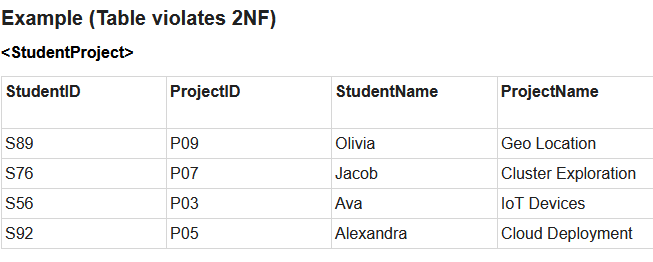 Example (Table violates 2NF)
<StudentProject>
StudentID ProjectID StudentName ProjectName
S89 P09 Olivia Geo Location
S76 P07 Jacob Cluster Exploration
S56 P03 Ava IoT Devices
S92 P05 Alexandra Cloud Deployment